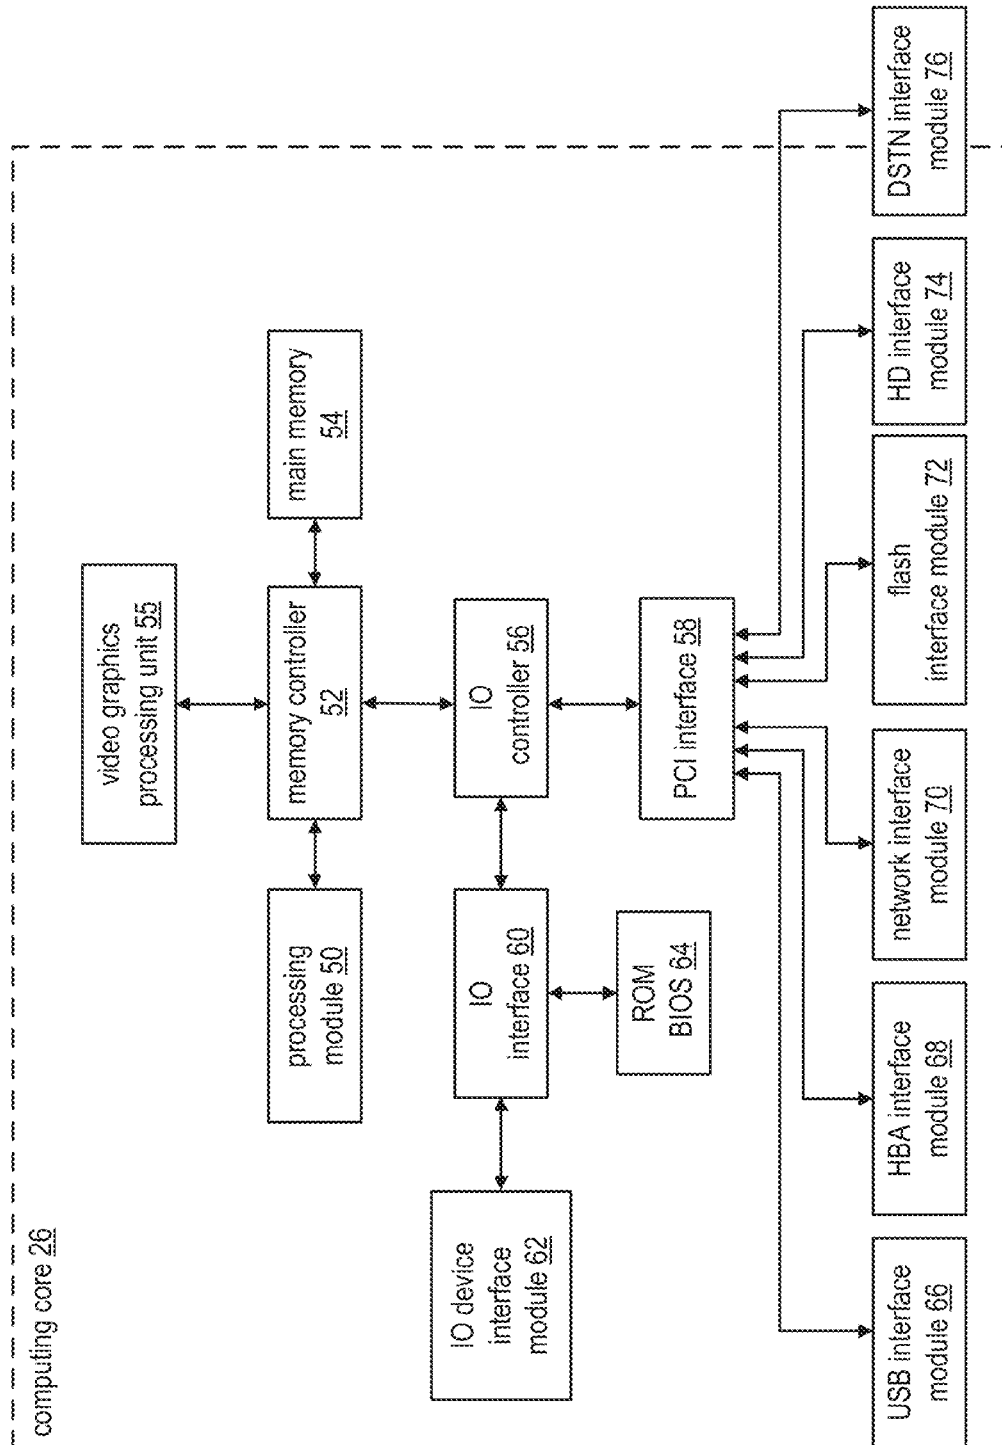 computing core 26
video graphics
processing unit 55
processing
module 50
memory controller
52
main memory
54
IO device
interface
module 62
IO
interface 60
IO
controller 56
ROM
BIOS 64
PCI interface 58
USB interface
module 66
HBA interface
module 68
network interface
module 70
flash
interface module 72
HD interface
module 74
DSTN interface
module 76